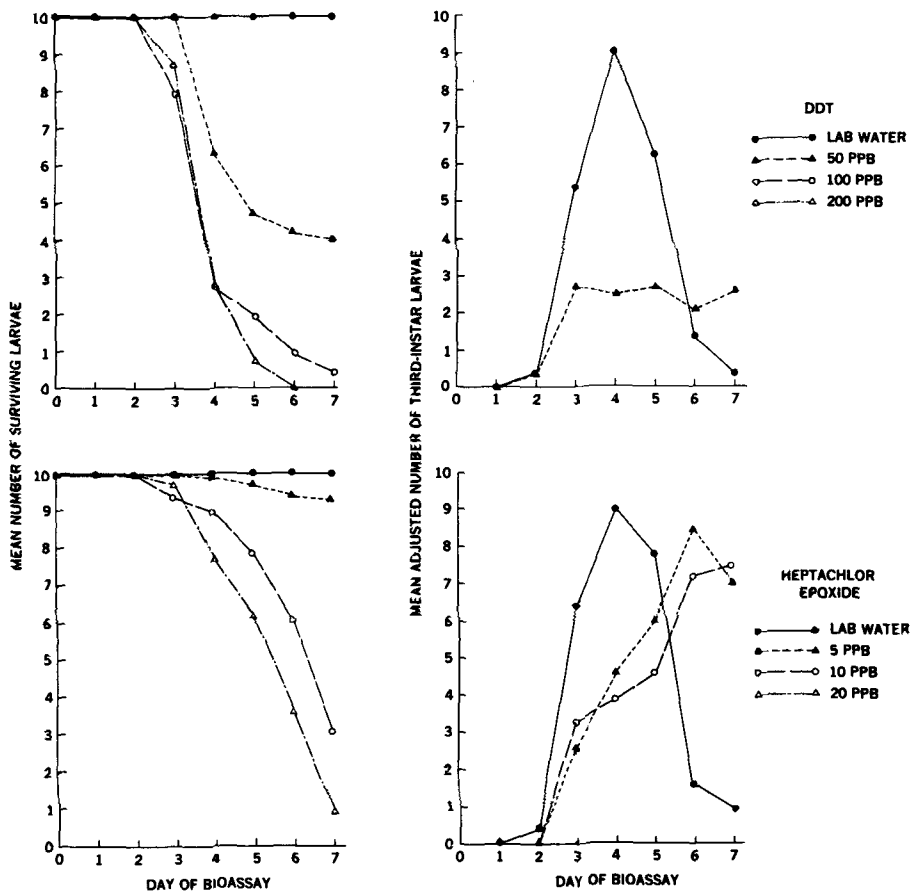 MEAN NUMBER OF SURVIVING LARVAE
10
9
8
7
6
5
4
3
2
1
0
0 1 2 3 4 5 6 7
10
9
8
7
6
5
4
3
2
1
0
0 1 2 3 4 5 6 7
DAY OF BIOASSAY
MEAN ADJUSTED NUMBER OF THIRD-INSTAR LARVAE
10
9
8
7
6
5
4
3
2
1
0
0 1 2 3 4 5 6 7
DDT
LAB WATER
50 PPB
100 PPB
200 PPB
10
9
8
7
6
5
4
3
2
1
0
0 1 2 3 4 5 6 7
DAY OF BIOASSAY
HEPTACHLOR
EPOXIDE
LAB WATER
5 PPB
10 PPB
20 PPB